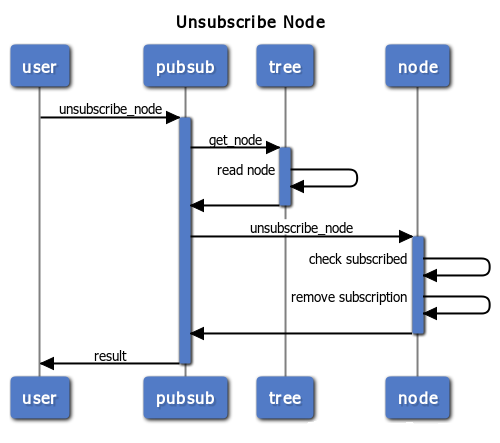 Unsubscribe Node
user pubsub tree node
unsubscribe_node
get_node
read node
unsubscribe_node
check subscribed
remove subscription
result
user pubsub tree node